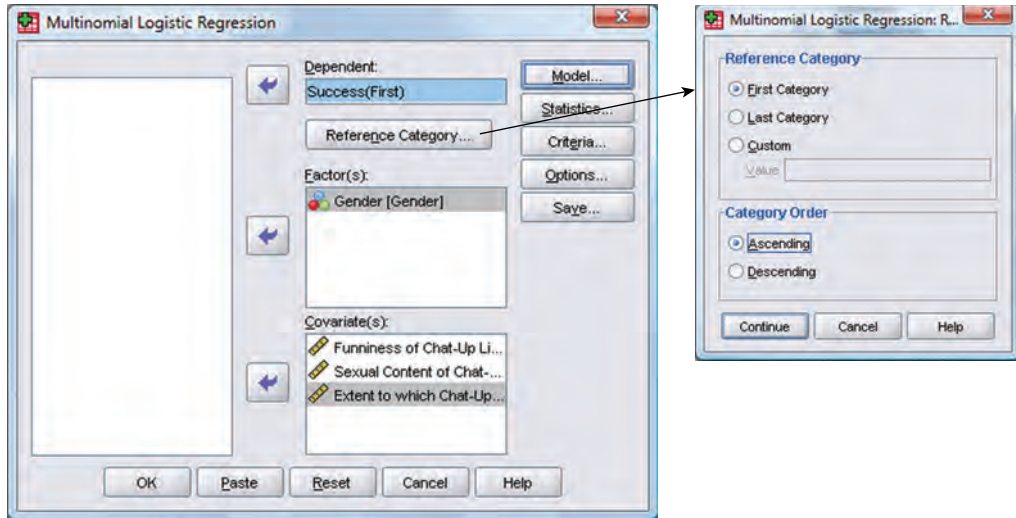 Multinomial Logistic Regression
Dependent:
Success(First)
Reference Category....
Factor(s):
Gender [Gender]
Covariate(s):
Funniness of Chat-Up Li...
Sexual Content of Chat-...
Extent to which Chat-Up...
Model...
Statistics...
Criteria...
Options...
Save...
OK
Paste
Reset
Cancel
Help
Multinomial Logistic Regression: R...
Reference Category
First Category
Last Category
Custom
Value
Category Order
Ascending
Descending
Continue
Cancel
Help